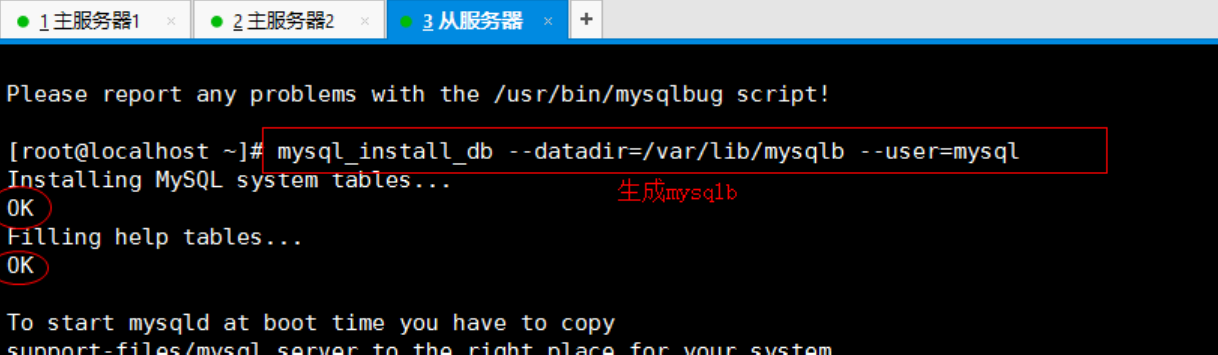 1 主服务器1 ×
2 主服务器2 ×
3 从服务器 ×
+
Please report any problems with the /usr/bin/mysqlbug script!
[root@localhost ~]# mysql_install_db --datadir=/var/lib/mysqlb --user=mysql
Installing MySQL system tables...
生成mysqlb
OK
Filling help tables...
OK
To start mysqld at boot time you have to copy
support-files/mysql.server to the right place for your system